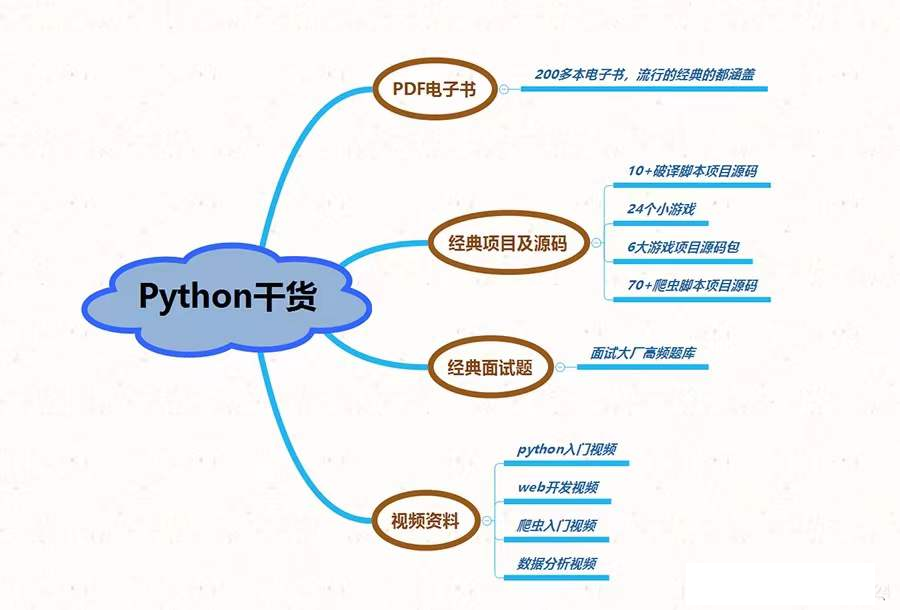 PDF电子书
200多本电子书，流行的经典的都涵盖
10+破译脚本项目源码
24个小游戏
经典项目及源码
6大游戏项目源码包
70+爬虫脚本项目源码
Python干货
经典面试题
面试大厂高频题库
python入门视频
web开发视频
视频资料
爬虫入门视频
数据分析视频